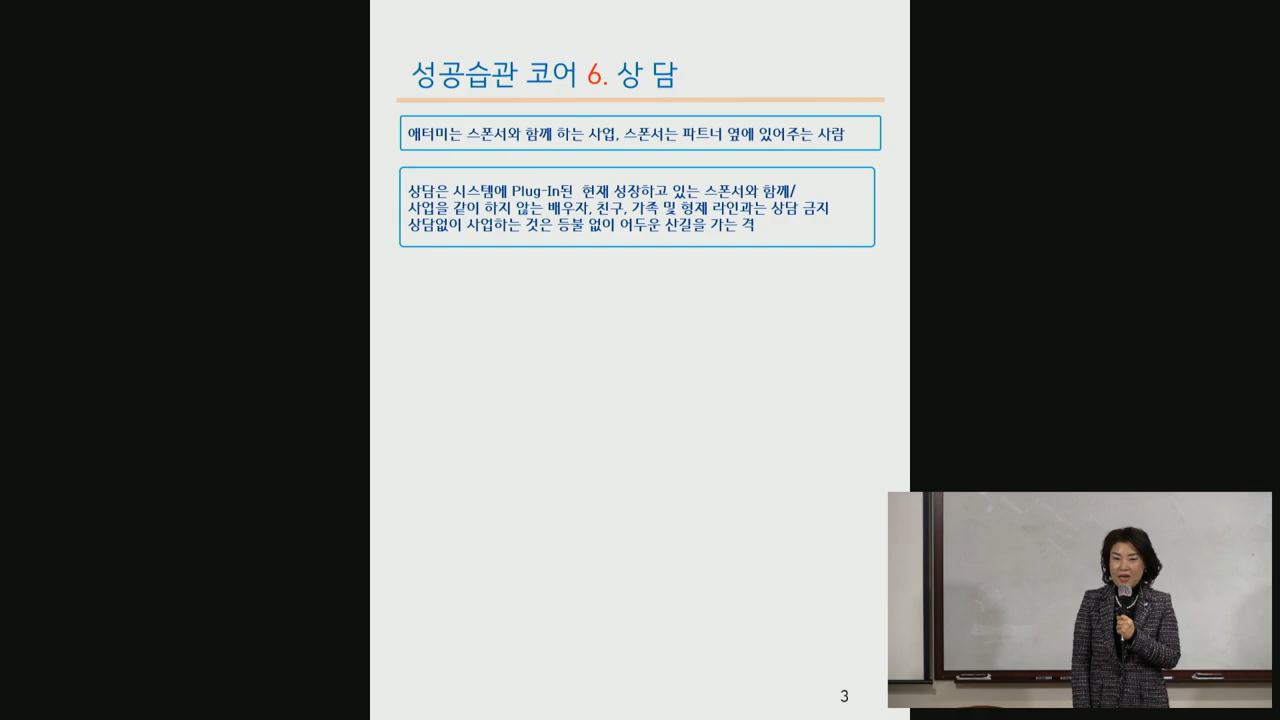 성공습관 코어 6. 상 담
애터미는 스폰서와 함께 하는 사업, 스폰서는 파트너 옆에 있어주는 사람
상담은 시스템에 Plug-In된 현재 성장하고 있는 스폰서와 함께/
사업을 같이 하지 않는 배우자, 친구, 가족 및 형제 라인과는 상담 금지
상담없이 사업하는 것은 등불 없이 어두운 산길을 가는 격
3